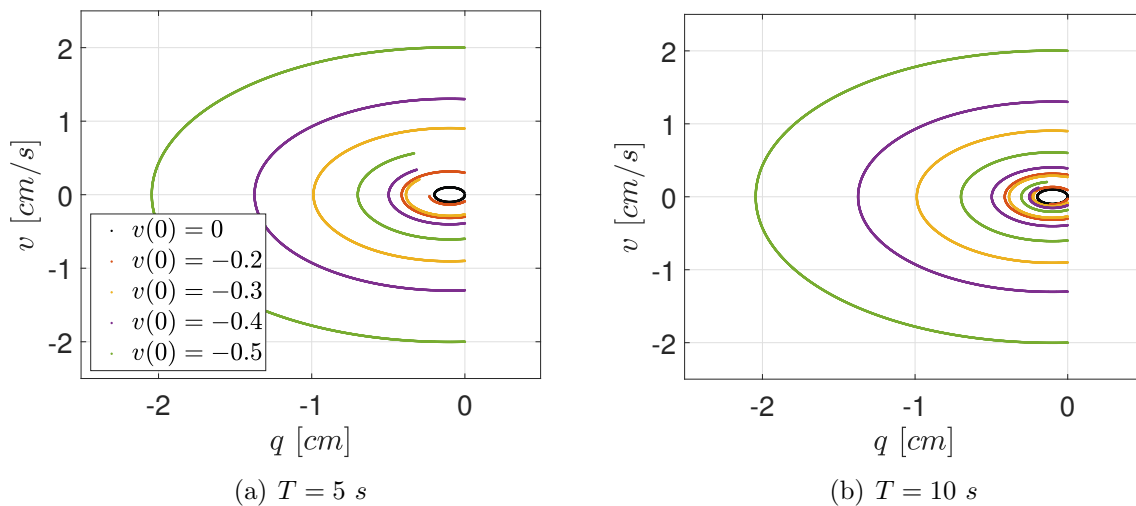 2
1
0
-1
-2
v [cm/s]
v(0) = 0
v(0) = −0.2
v(0) = −0.3
v(0) = −0.4
v(0) = −0.5
-2
-1
0
q [cm]
(a) T = 5 s
2
1
0
-1
-2
v [cm/s]
-2
-1
0
q [cm]
(b) T = 10 s